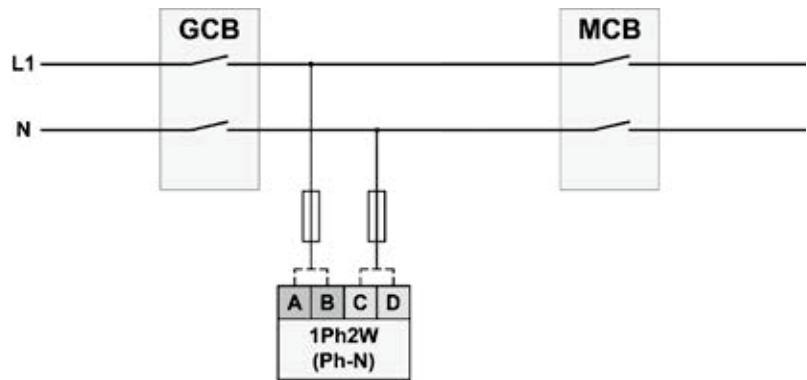 GCB MCB
L1
N
A B C D
1Ph2W
(Ph-N)